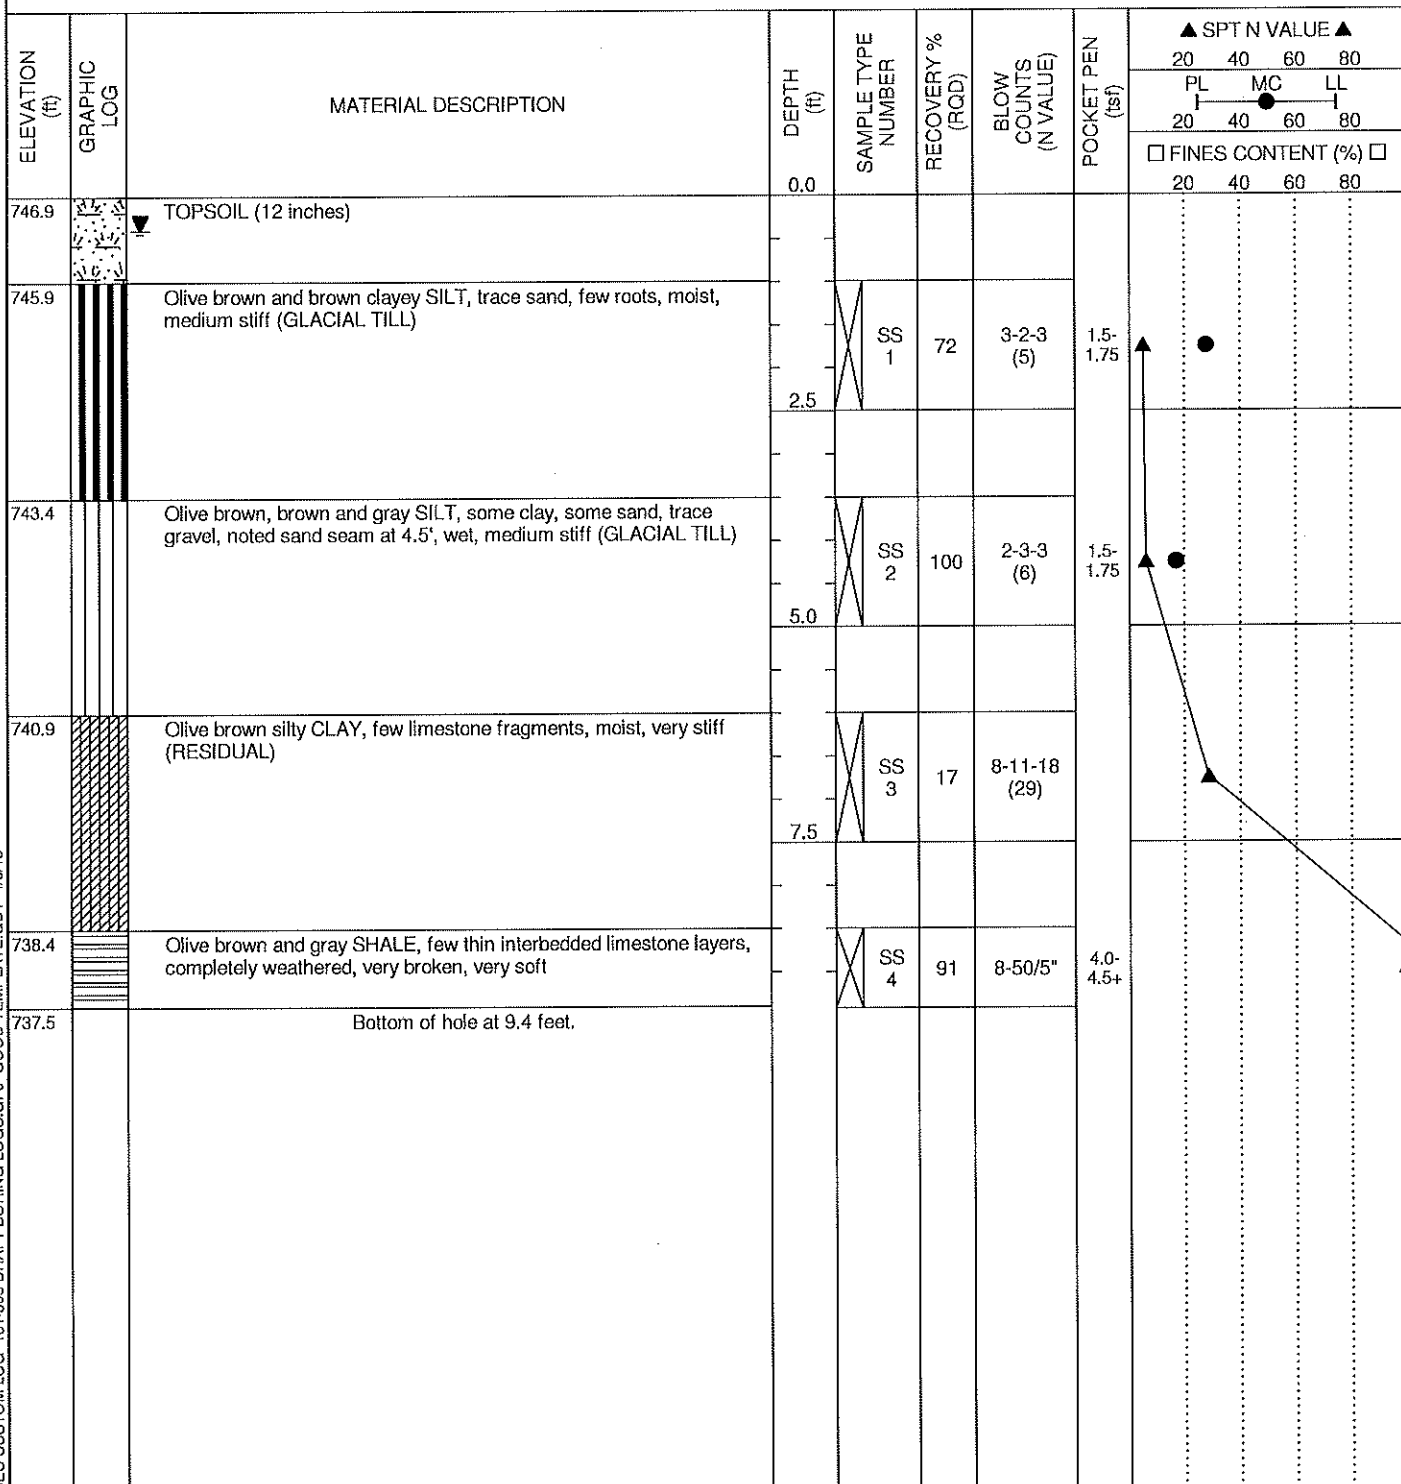 ELEVATION
(ft)
GRAPHIC
LOG
MATERIAL DESCRIPTION
DEPTH
(ft)
SAMPLE TYPE
NUMBER
RECOVERY %
(RQD)
BLOW
COUNTS
(N VALUE)
POCKET PEN
(tsf)
▲ SPT N VALUE ▲
20 40 60 80
PL MC LL
20 40 60 80
□ FINES CONTENT (%) □
20 40 60 80
0.0
746.9 TOPSOIL (12 inches)
745.9 Olive brown and brown clayey SILT, trace sand, few roots, moist,
medium stiff (GLACIAL TILL)
SS
1
72
3-2-3
(5)
1.5-
1.75
2.5
743.4 Olive brown, brown and gray SILT, some clay, some sand, trace
gravel, noted sand seam at 4.5', wet, medium stiff (GLACIAL TILL)
SS
2
100
2-3-3
(6)
1.5-
1.75
5.0
740.9 Olive brown silty CLAY, few limestone fragments, moist, very stiff
(RESIDUAL)
SS
3
17
8-11-18
(29)
7.5
738.4 Olive brown and gray SHALE, few thin interbedded limestone layers,
completely weathered, very broken, very soft
SS
4
91
8-50/5"
4.0-
4.5+
737.5 Bottom of hole at 9.4 feet.